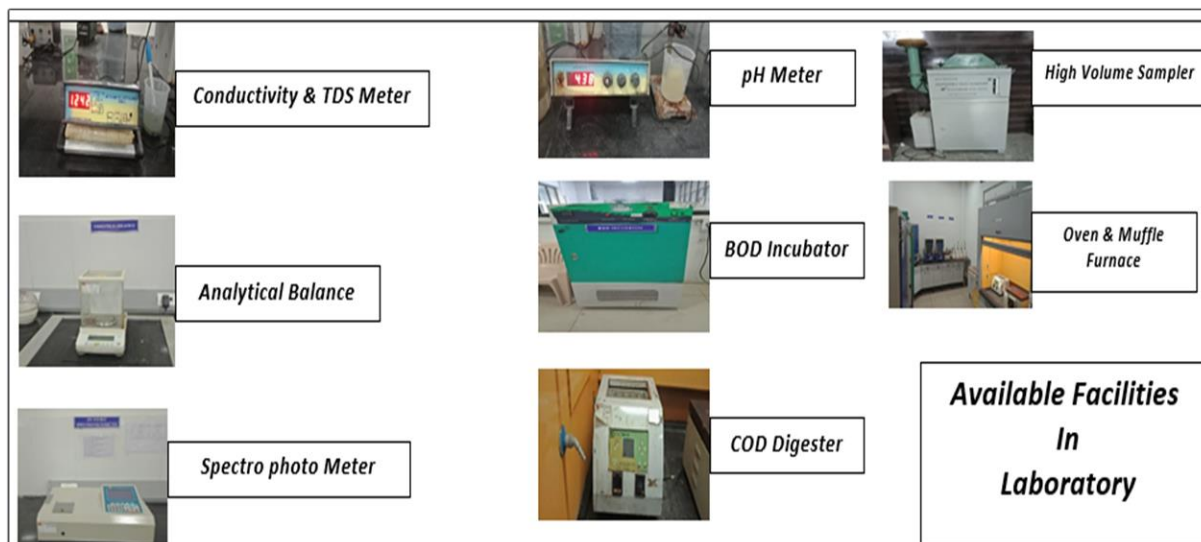 Conductivity & TDS Meter
1242
pH Meter
High Volume Sampler
Analytical Balance
BOD Incubator
Oven & Muffle
Furnace
Spectro photo Meter
COD Digester
Available Facilities
In
Laboratory